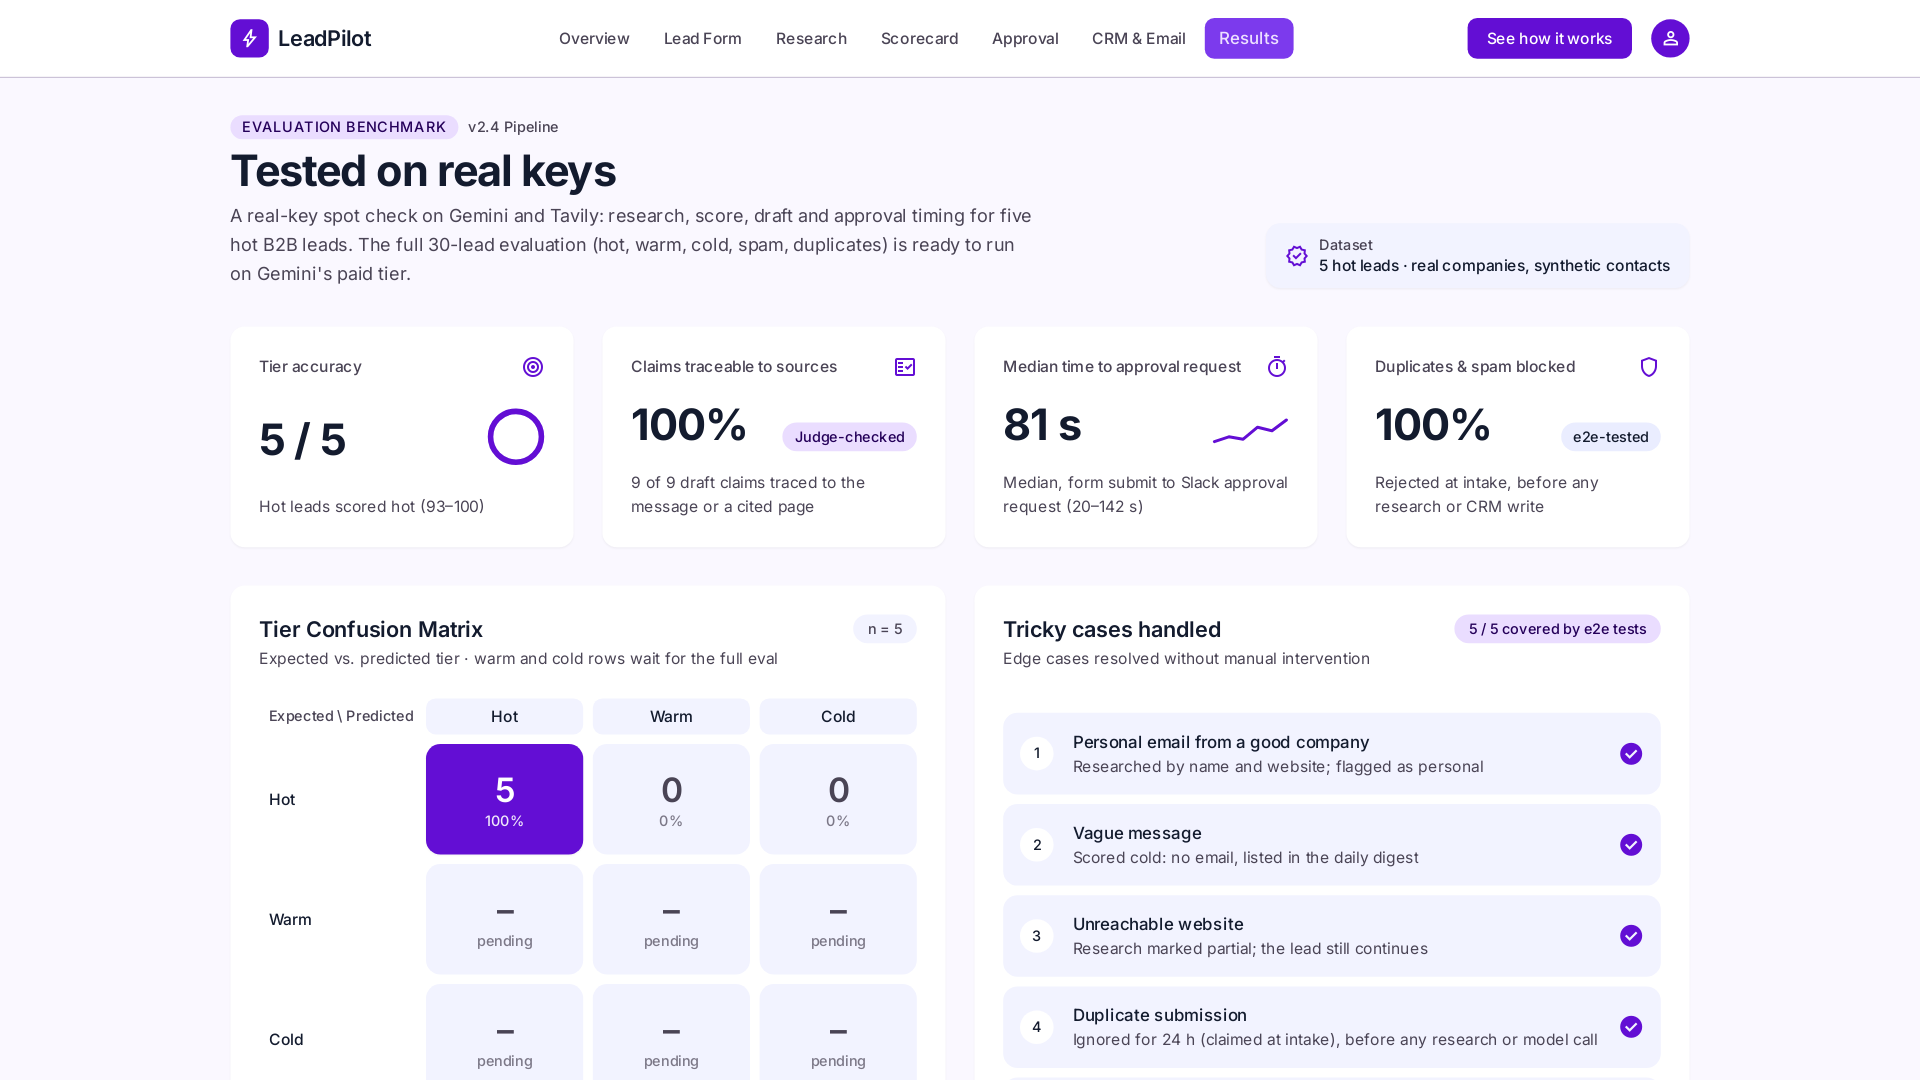 LeadPilot
Overview
Lead Form
Research
Scorecard
Approval
CRM & Email
Results
See how it works
EVALUATION BENCHMARK
v2.4 Pipeline
Tested on real keys
A real-key spot check on Gemini and Tavily: research, score, draft and approval timing for five
hot B2B leads. The full 30-lead evaluation (hot, warm, cold, spam, duplicates) is ready to run
on Gemini's paid tier.
Dataset
5 hot leads · real companies, synthetic contacts
Tier accuracy
5 / 5
Hot leads scored hot (93–100)
Claims traceable to sources
100%
Judge-checked
9 of 9 draft claims traced to the
message or a cited page
Median time to approval request
81 s
Median, form submit to Slack approval
request (20–142 s)
Duplicates & spam blocked
100%
e2e-tested
Rejected at intake, before any
research or CRM write
Tier Confusion Matrix
n = 5
Expected vs. predicted tier · warm and cold rows wait for the full eval
Expected \ Predicted
Hot
Warm
Cold
Hot
5
100%
0
0%
0
0%
Warm
–
pending
–
pending
–
pending
Cold
–
pending
–
pending
–
pending
Tricky cases handled
5 / 5 covered by e2e tests
Edge cases resolved without manual intervention
1
Personal email from a good company
Researched by name and website; flagged as personal
2
Vague message
Scored cold: no email, listed in the daily digest
3
Unreachable website
Research marked partial; the lead still continues
4
Duplicate submission
Ignored for 24 h (claimed at intake), before any research or model call